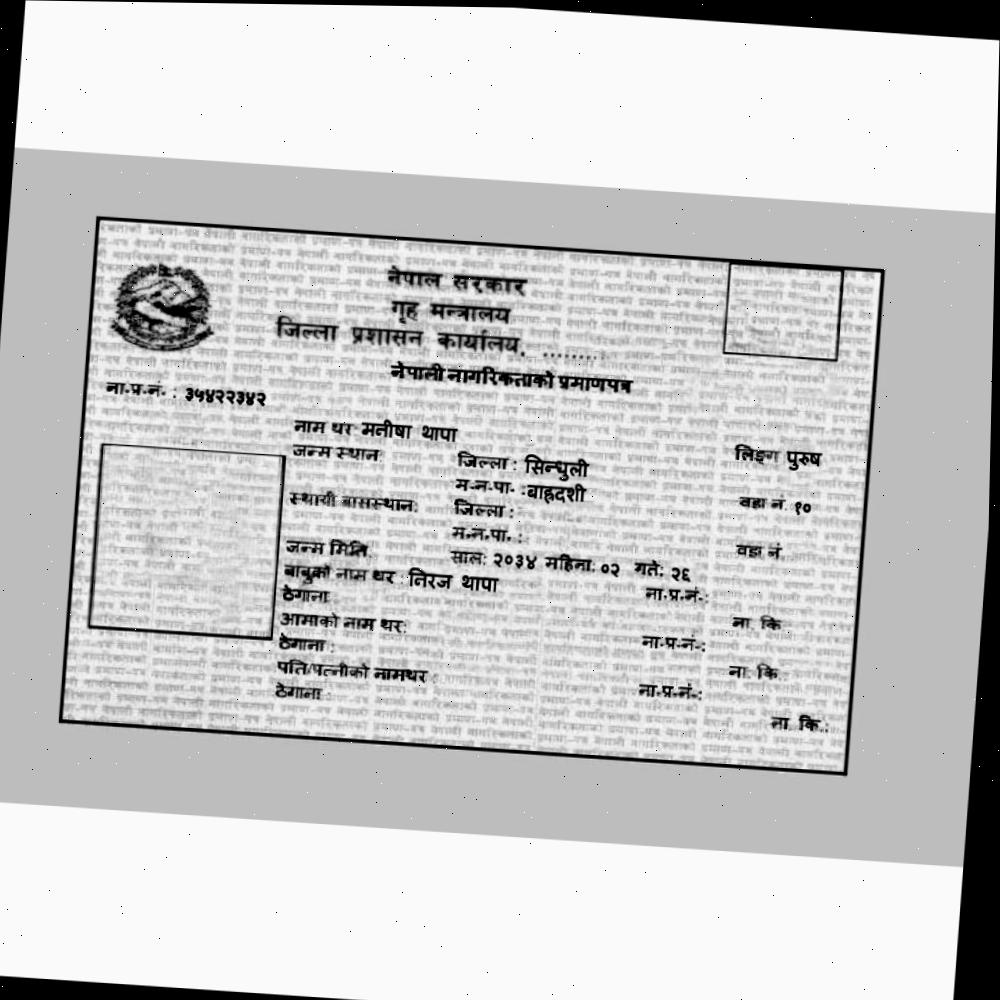 नेपाल सरकार
गृह मन्त्रालय
जिल्ला प्रशासन कार्यालय, ........
नेपाली नागरिकताको प्रमाणपत्र
ना.प्र.नं. : ३५४२२३४२
नाम थर: मतीषा थापा लिङ्ग पुरुष
जन्म स्थान: जिल्ला : सिन्धुली
म.न.पा. : बाह्रदशी वडा नं. १०
स्थायी बासस्थान: जिल्ला :
म.न.पा. : वडा नं.
जन्म मिति: साल: २०३४ महिना: ०२ गते: २६
बाबुको नाम थर : निरज थापा ना.प्र.नं.:
ठेगाना : ना. कि.:
आमाको नाम थर: ना.प्र.नं.:
ठेगाना : ना. कि.:
पति/पत्नीको नामथर : ना.प्र.नं.:
ठेगाना : ना. कि.: